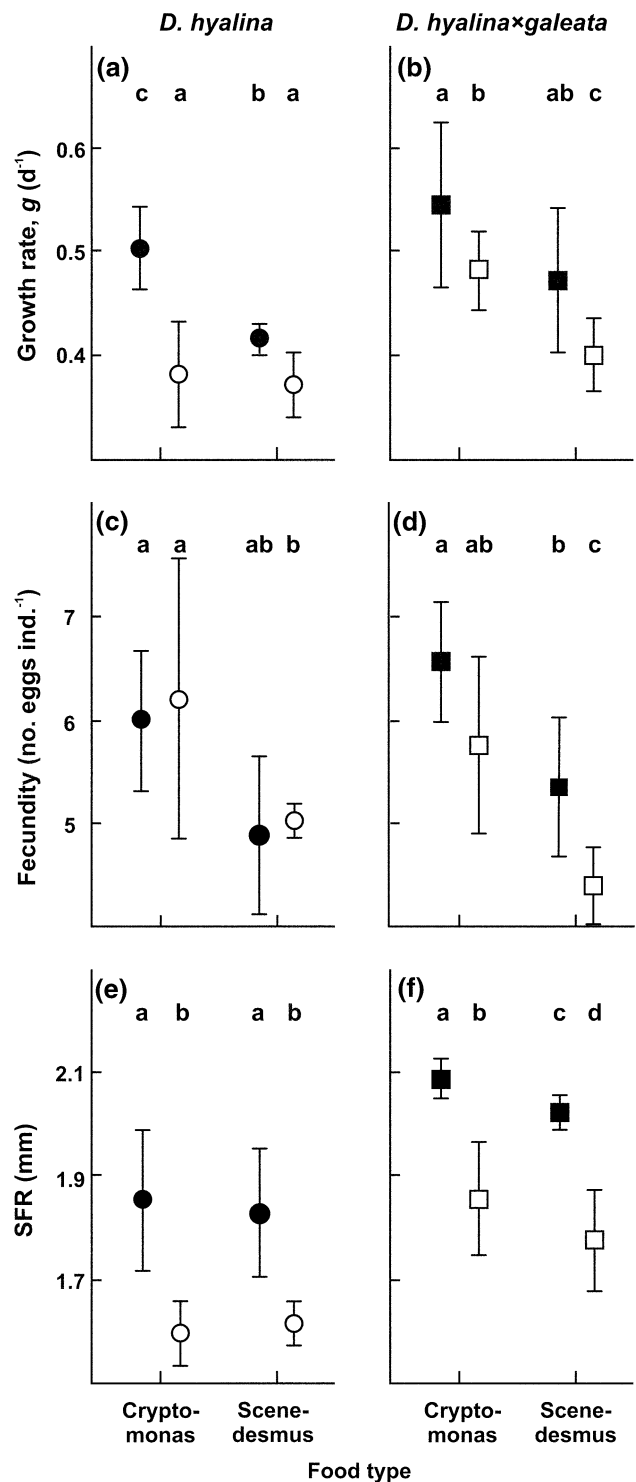 D. hyalina
D. hyalina×galeata
(a)
c a b a
(b)
a b ab c
Growth rate, g (d-1)
0.6
0.5
0.4
(c)
a a ab b
(d)
a ab b c
Fecundity (no. eggs ind.-1)
7
6
5
(e)
a b a b
(f)
a b c d
SFR (mm)
2.1
1.9
1.7
Crypto-
monas
Scene-
desmus
Crypto-
monas
Scene-
desmus
Food type